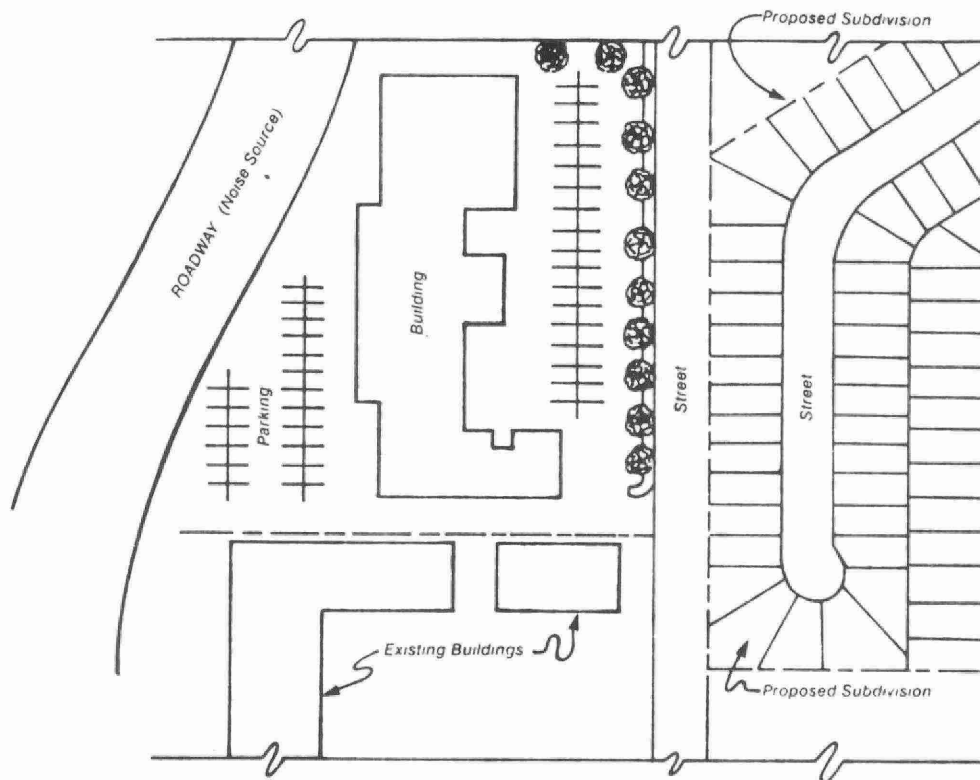 Proposed Subdivision
ROADWAY (Noise Source)
Building
Parking
Street
Street
Existing Buildings
Proposed Subdivision